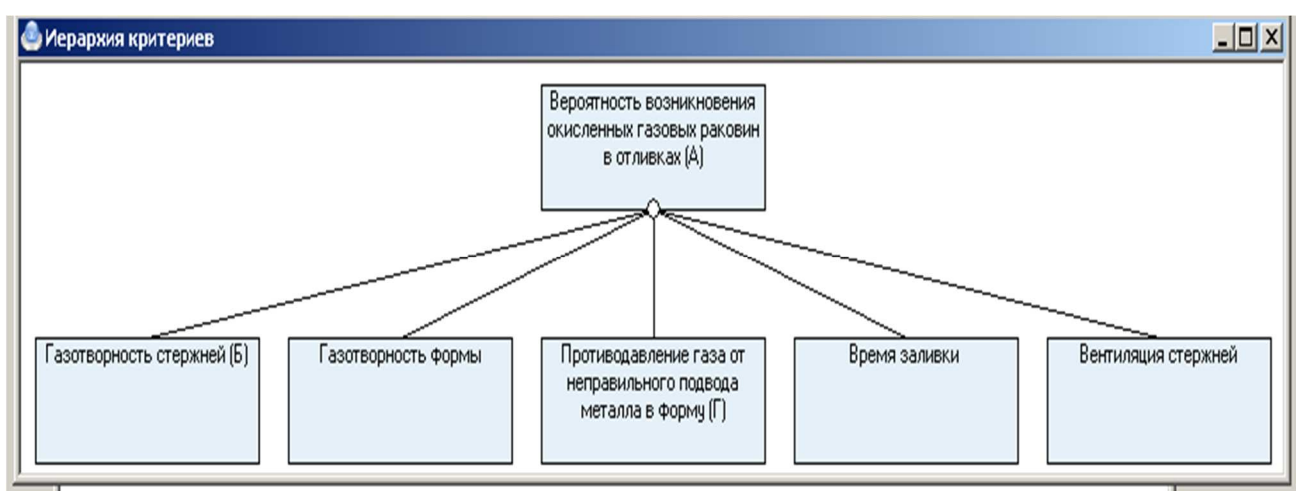 Иерархия критериев
Вероятность возникновения
окисленных газовых раковин
в отливках (А)
Газотворность стержней (Б)
Газотворность формы
Противодавление газа от
неправильного подвода
металла в форму (Г)
Время заливки
Вентиляция стержней